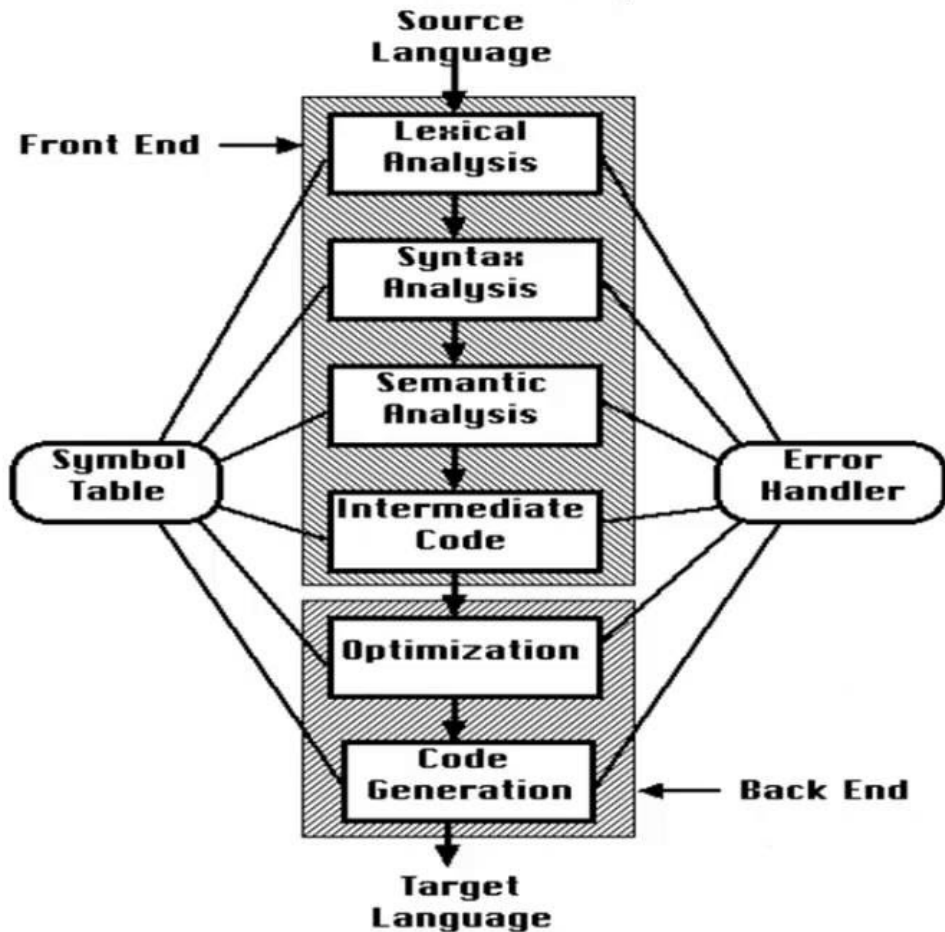 Source
Language
Front End
Lexical
Analysis
Syntax
Analysis
Semantic
Analysis
Symbol
Table
Error
Handler
Intermediate
Code
Optimization
Code
Generation
Back End
Target
Language